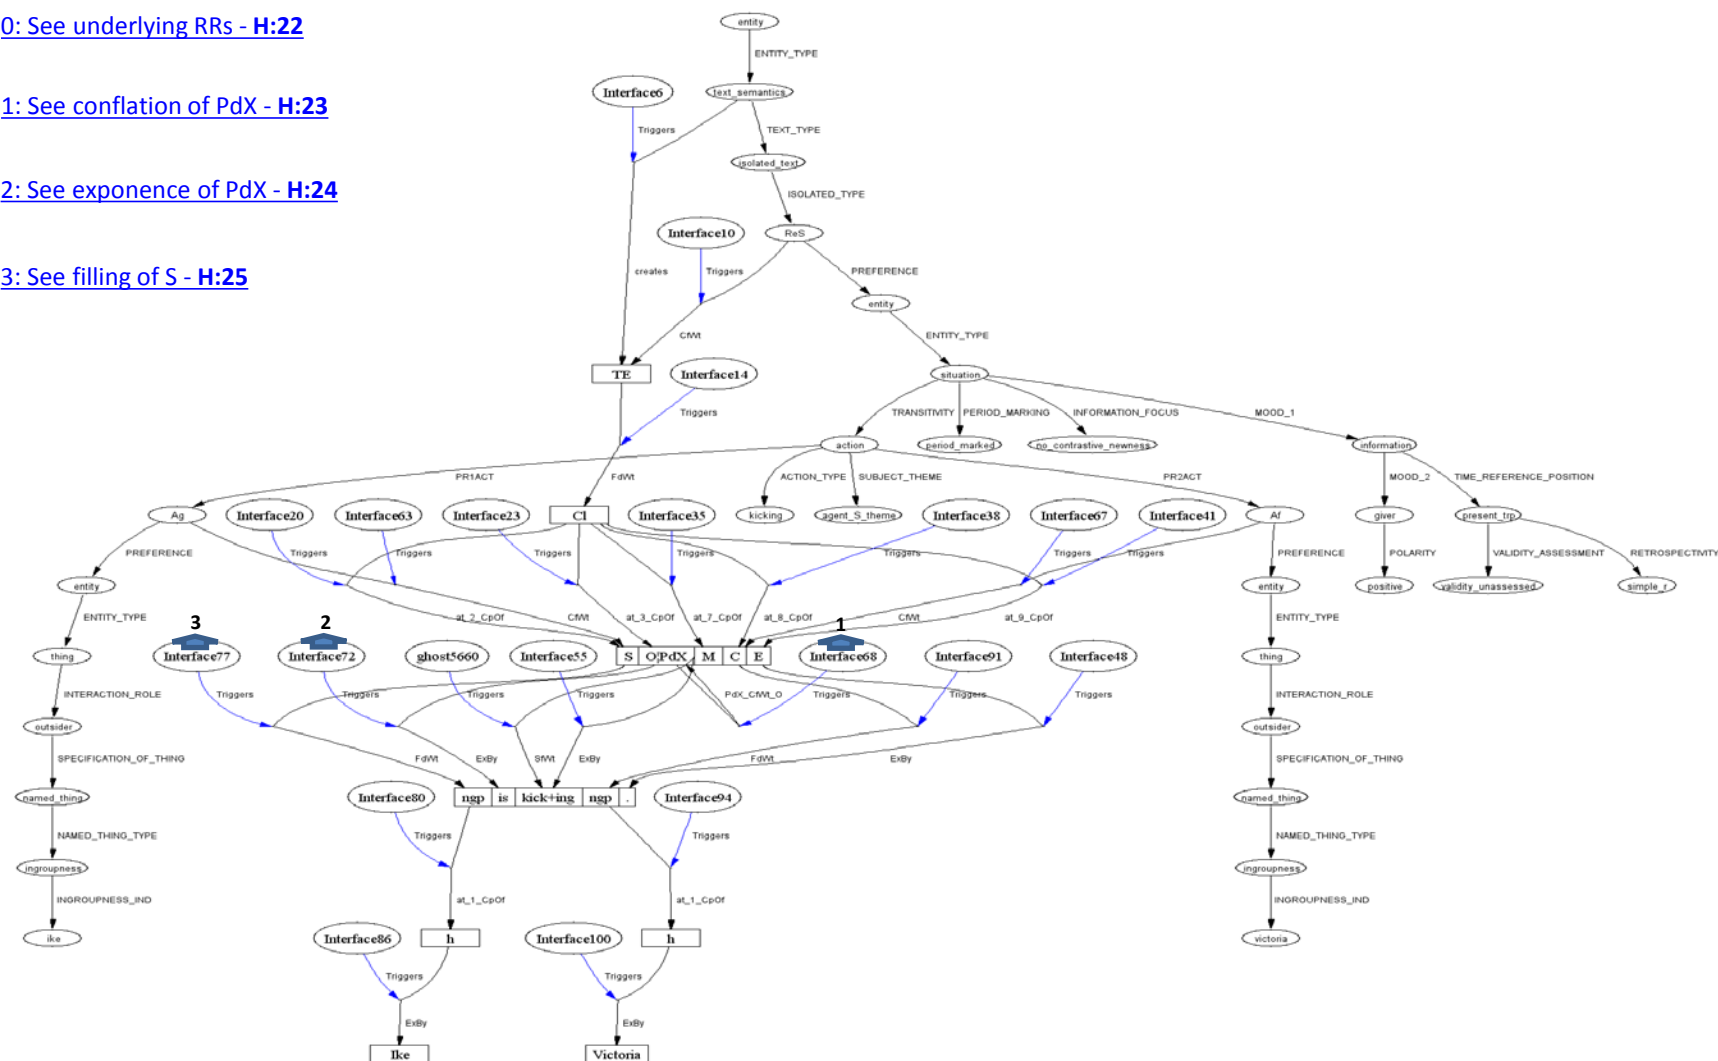 0: See underlying RRs - H:22
entity
ENTITY_TYPE
Interface6
text_semantics
1: See conflation of PdX - H:23
Triggers
TEXT_TYPE
isolated_text
2: See exponence of PdX - H:24
ISOLATED_TYPE
Interface10
ReS
3: See filling of S - H:25
creates
Triggers
PREFERENCE
entity
CfWt
ENTITY_TYPE
TE
Interface14
situation
Triggers
TRANSITIVITY
PERIOD_MARKING
INFORMATION_FOCUS
MOOD_1
action
period_marked
no_contrastive_newness
information
PR1ACT
FdWt
ACTION_TYPE
SUBJECT_THEME
PR2ACT
MOOD_2
TIME_REFERENCE_POSITION
Ag
Interface20
Interface63
Interface23
Cl
Interface35
kicking
agent_S_theme
Interface38
Interface67
Interface41
Af
giver
present_trp
PREFERENCE
Triggers
Triggers
Triggers
Triggers
Triggers
Triggers
Triggers
PREFERENCE
POLARITY
VALIDITY_ASSESSMENT
RETROSPECTIVITY
entity
entity
positive
validity_unassessed
simple_r
ENTITY_TYPE
at_2_CpOf
CfWt
at_3_CpOf
at_7_CpOf
at_8_CpOf
CfWt
at_9_CpOf
ENTITY_TYPE
3
2
1
thing
Interface77
Interface72
ghost5660
Interface55
S
O
PdX
M
C
E
Interface68
Interface91
Interface48
thing
INTERACTION_ROLE
Triggers
Triggers
Triggers
Triggers
PdX_CfWt_O
Triggers
Triggers
Triggers
INTERACTION_ROLE
outsider
outsider
SPECIFICATION_OF_THING
FdWt
ExBy
SfWt
ExBy
FdWt
ExBy
SPECIFICATION_OF_THING
named_thing
Interface80
ngp
is
kick+ing
ngp
.
Interface94
named_thing
NAMED_THING_TYPE
Triggers
Triggers
NAMED_THING_TYPE
ingroupness
ingroupness
INGROUPNESS_IND
at_1_CpOf
at_1_CpOf
INGROUPNESS_IND
ike
Interface86
h
Interface100
h
victoria
Triggers
Triggers
ExBy
ExBy
Ike
Victoria